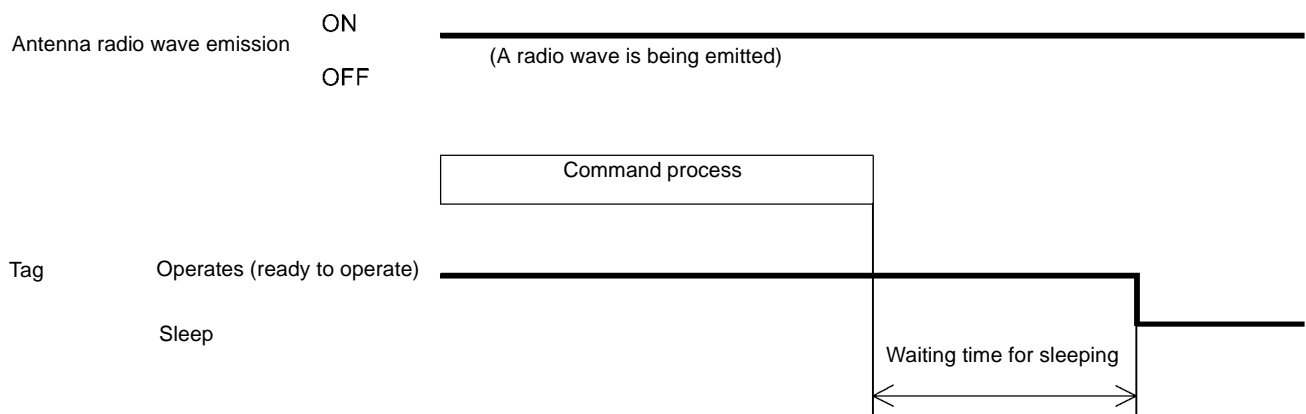 ON
Antenna radio wave emission
(A radio wave is being emitted)
OFF
Command process
Tag
Operates (ready to operate)
Sleep
Waiting time for sleeping